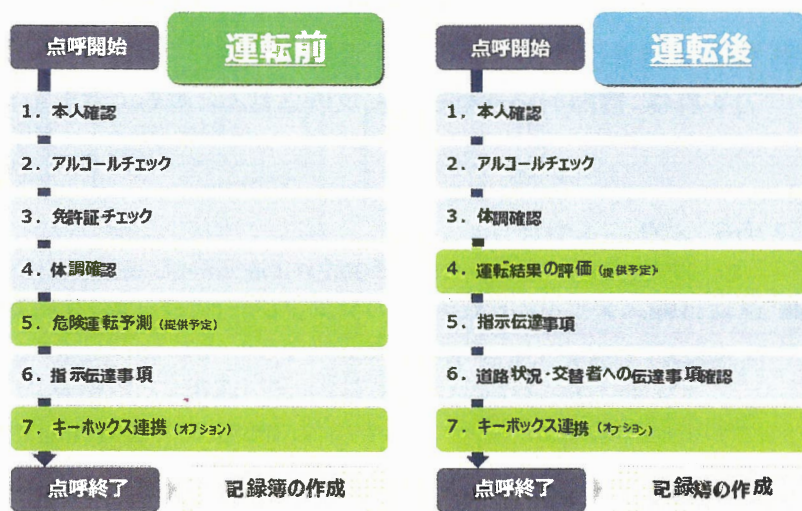 点呼開始
運転前
1. 本人確認
2. アルコールチェック
3. 免許証チェック
4. 体調確認
5. 危険運転予測 (提供予定)
6. 指示伝達事項
7. キーボックス連携 (オプション)
点呼終了
記録簿の作成
点呼開始
運転後
1. 本人確認
2. アルコールチェック
3. 体調確認
4. 運転結果の評価 (提供予定)
5. 指示伝達事項
6. 道路状況・交替者への伝達事項確認
7. キーボックス連携 (オプション)
点呼終了
記録簿の作成